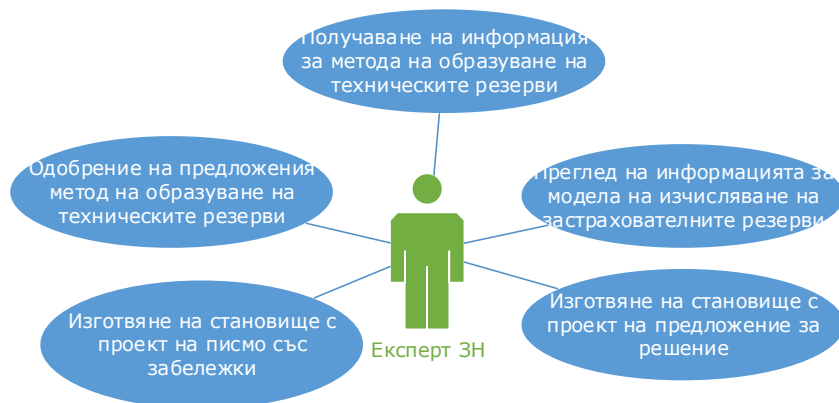 Получаване на информация
за метода на образуване на
техническите резерви
Одобрение на предложения
метод на образуване на
техническите резерви
Преглед на информацията за
модела на изчисляване на
застрахователните резерви
Изготвяне на становище с
проект на писмо със
забележки
Изготвяне на становище с
проект на предложение за
решение
Експерт ЗН